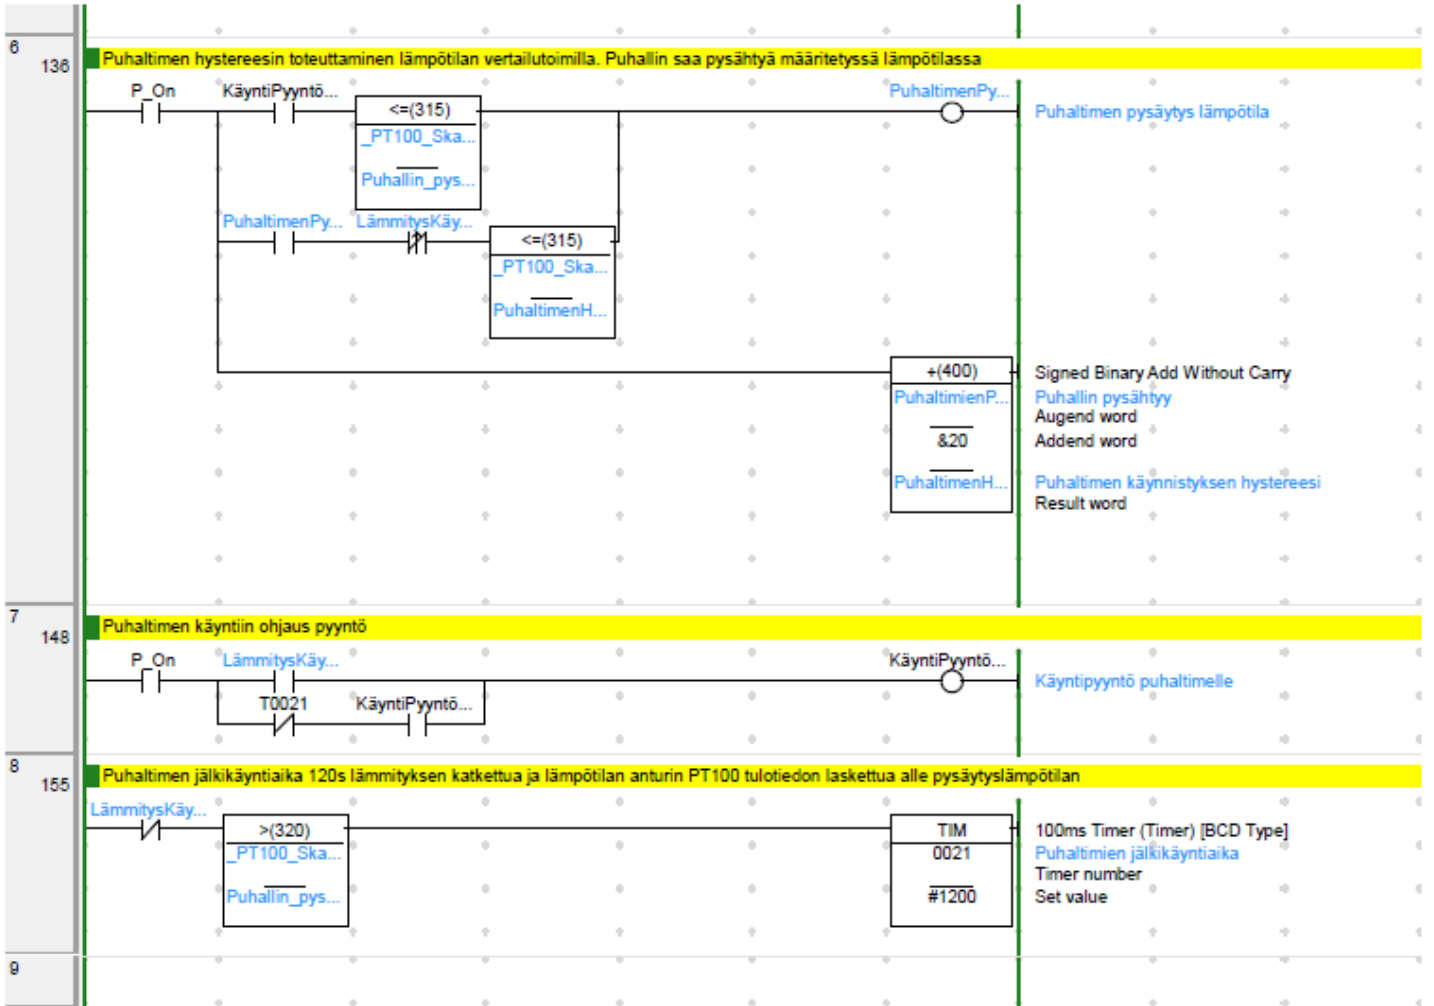 6
136
Puhaltimen hystereesin toteuttaminen lämpötilan vertailutoimilla. Puhallin saa pysähtyä määritetyssä lämpötilassa
P_On
KäyntiPyyntö...
<=(315)
_PT100_Ska...
Puhallin_pys...
PuhaltimenPy...
Puhaltimen pysäytys lämpötila
PuhaltimenPy...
LämmitysKäy...
<=(315)
_PT100_Ska...
PuhaltimenH...
+(400)
PuhaltimienP...
&20
PuhaltimenH...
Signed Binary Add Without Carry
Puhallin pysähtyy
Augend word
Addend word
Puhaltimen käynnistyksen hystereesi
Result word
7
148
Puhaltimen käyntiin ohjaus pyyntö
P_On
LämmitysKäy...
KäyntiPyyntö...
Käyntipyyntö puhaltimelle
T0021
KäyntiPyyntö...
8
155
Puhaltimen jälkikäyntiaika 120s lämmityksen katkettua ja lämpötilan anturin PT100 tulotiedon laskettua alle pysäytyslämpötilan
LämmitysKäy...
>(320)
_PT100_Ska...
Puhallin_pys...
TIM
0021
#1200
100ms Timer (Timer) [BCD Type]
Puhaltimien jälkikäyntiaika
Timer number
Set value
9